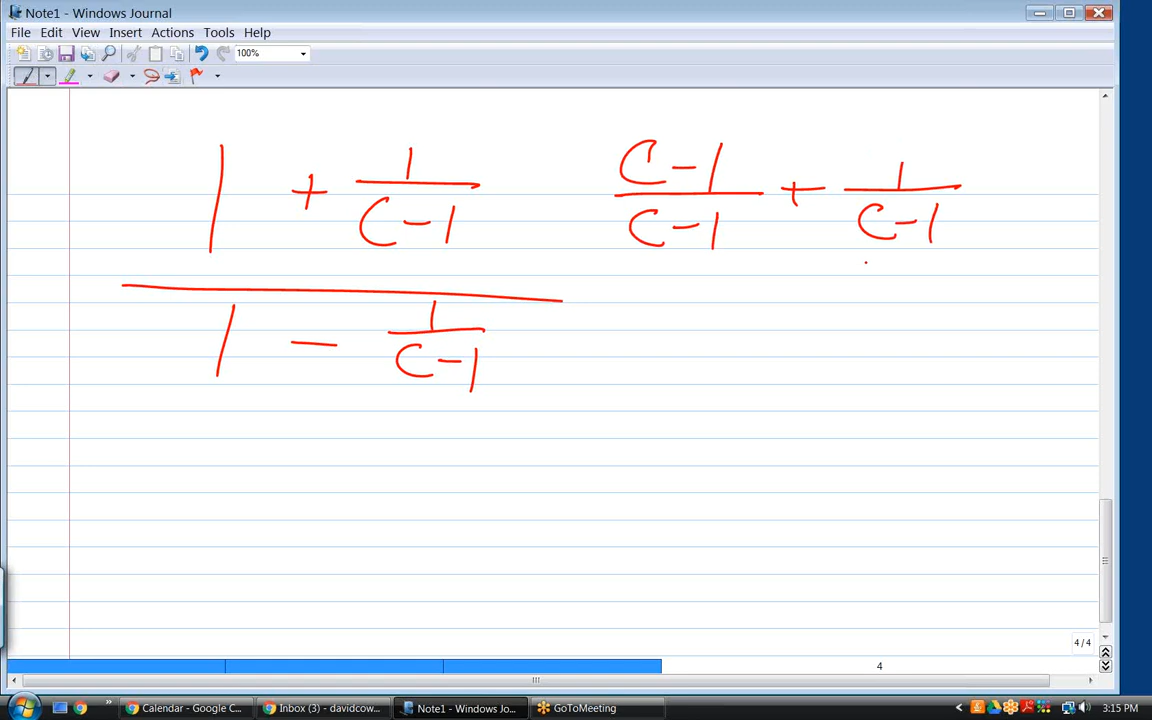 Note1 - Windows Journal
File Edit View Insert Actions Tools Help
100%
1 + 1
C-1
1 - 1
C-1
C-1 + 1
C-1 C-1
4 / 4
4
Calendar - Google C...
Inbox (3) - davidcow...
Note1 - Windows Jo...
GoToMeeting
3:15 PM